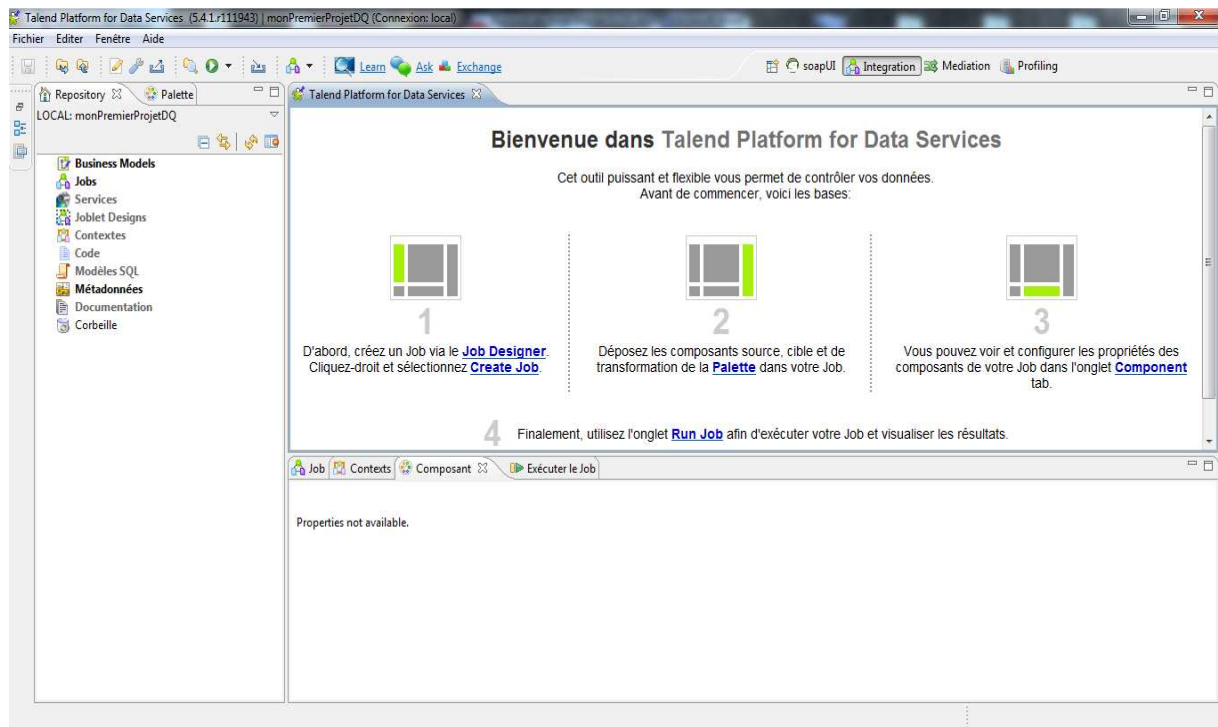 Talend Platform for Data Services (5.4.1.r111943) | monPremierProjetDQ (Connexion: local)
Fichier Editer Fenêtre Aide
Learn Ask Exchange
soapUI Integration Mediation Profiling
Repository Palette
LOCAL: monPremierProjetDQ
Business Models
Jobs
Services
Joblet Designs
Contextes
Code
Modèles SQL
Métadonnées
Documentation
Corbeille
Talend Platform for Data Services
Bienvenue dans Talend Platform for Data Services
Cet outil puissant et flexible vous permet de contrôler vos données.
Avant de commencer, voici les bases:
1
D'abord, créez un Job via le Job Designer.
Cliquez-droit et sélectionnez Create Job.
2
Déposez les composants source, cible et de
transformation de la Palette dans votre Job.
3
Vous pouvez voir et configurer les propriétés des
composants de votre Job dans l'onglet Component
tab.
4 Finalement, utilisez l'onglet Run Job afin d'exécuter votre Job et visualiser les résultats.
Job Contexts Composant Exécuter le Job
Properties not available.